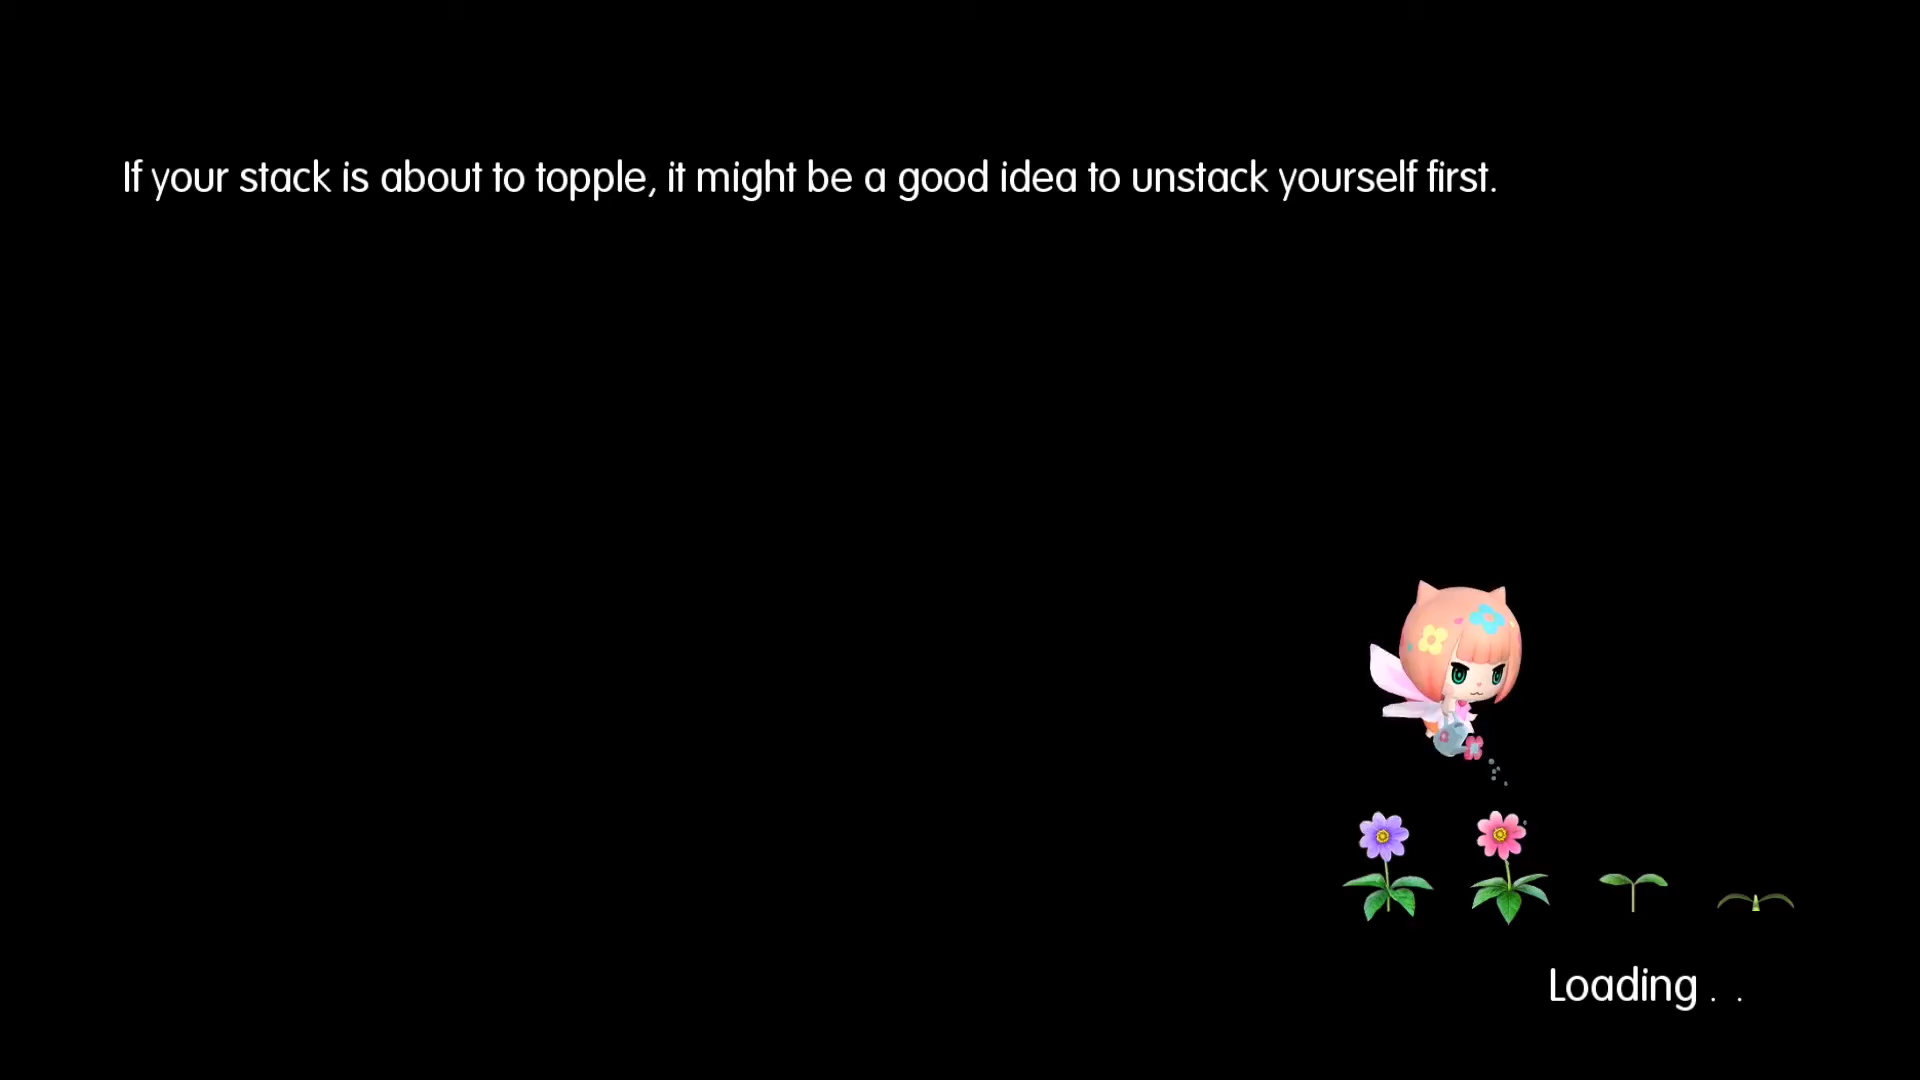 If your stack is about to topple, it might be a good idea to unstack yourself first.
Loading . .